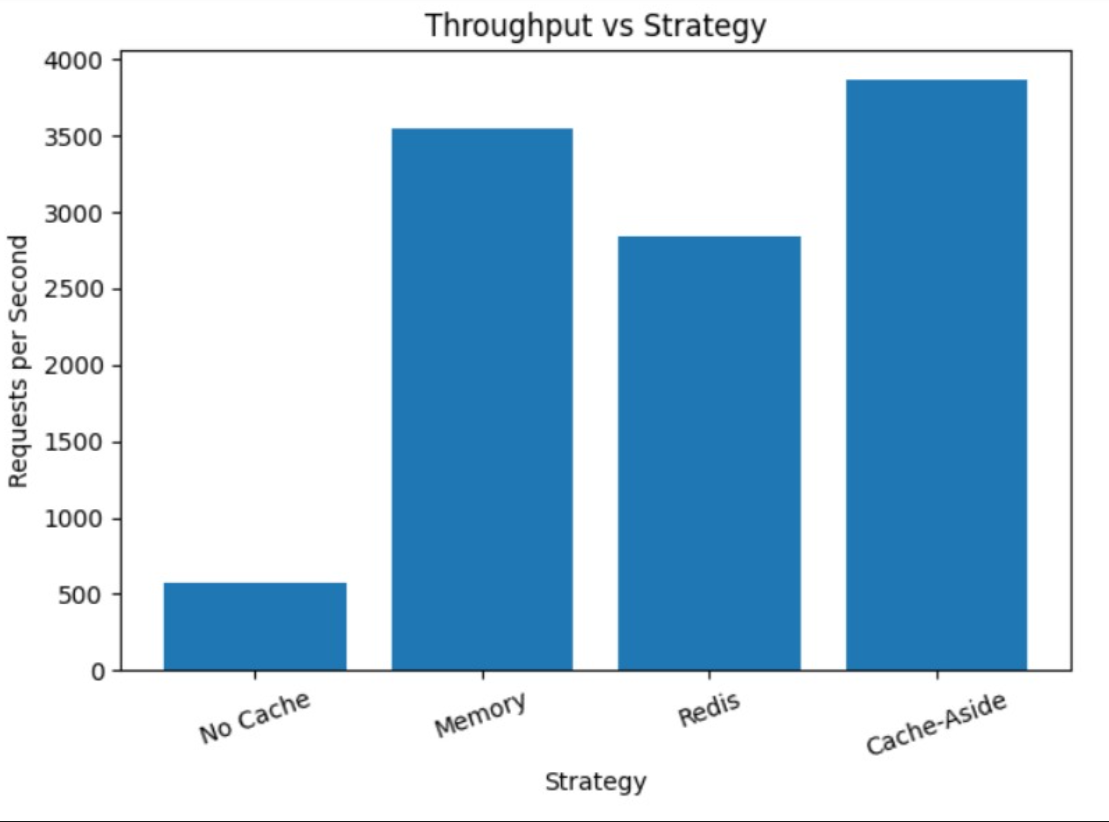 Throughput vs Strategy
4000
3500
3000
2500
2000
1500
1000
500
0
Requests per Second
No Cache
Memory
Redis
Cache-Aside
Strategy